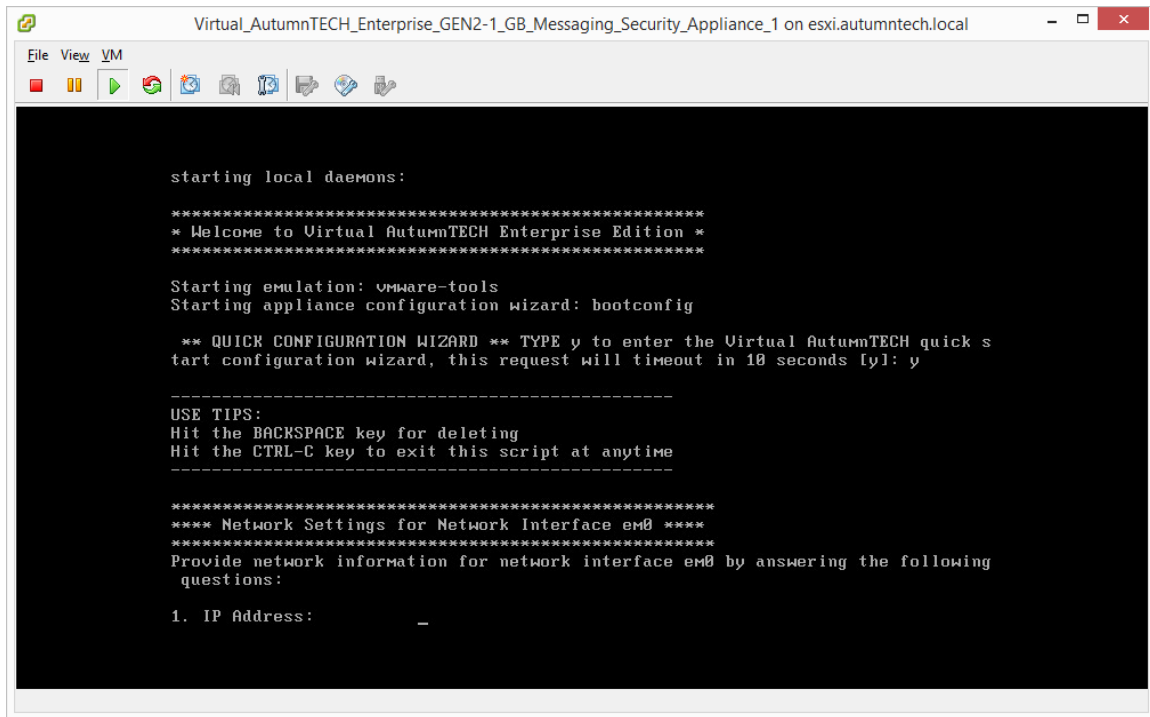 Virtual_AutumnTECH_Enterprise_GEN2-1_GB_Messaging_Security_Appliance_1 on esxi.autumntech.local
File View VM
starting local daemons:
****************************************************
* Welcome to Virtual AutumnTECH Enterprise Edition *
****************************************************
Starting emulation: vmware-tools
Starting appliance configuration wizard: bootconfig
** QUICK CONFIGURATION WIZARD ** TYPE y to enter the Virtual AutumnTECH quick s
tart configuration wizard, this request will timeout in 10 seconds [y]: y
-------------------------------------------------
USE TIPS:
Hit the BACKSPACE key for deleting
Hit the CTRL-C key to exit this script at anytime
-------------------------------------------------
*****************************************************
**** Network Settings for Network Interface em0 ****
*****************************************************
Provide network information for network interface em0 by answering the following
questions:
1. IP Address: _